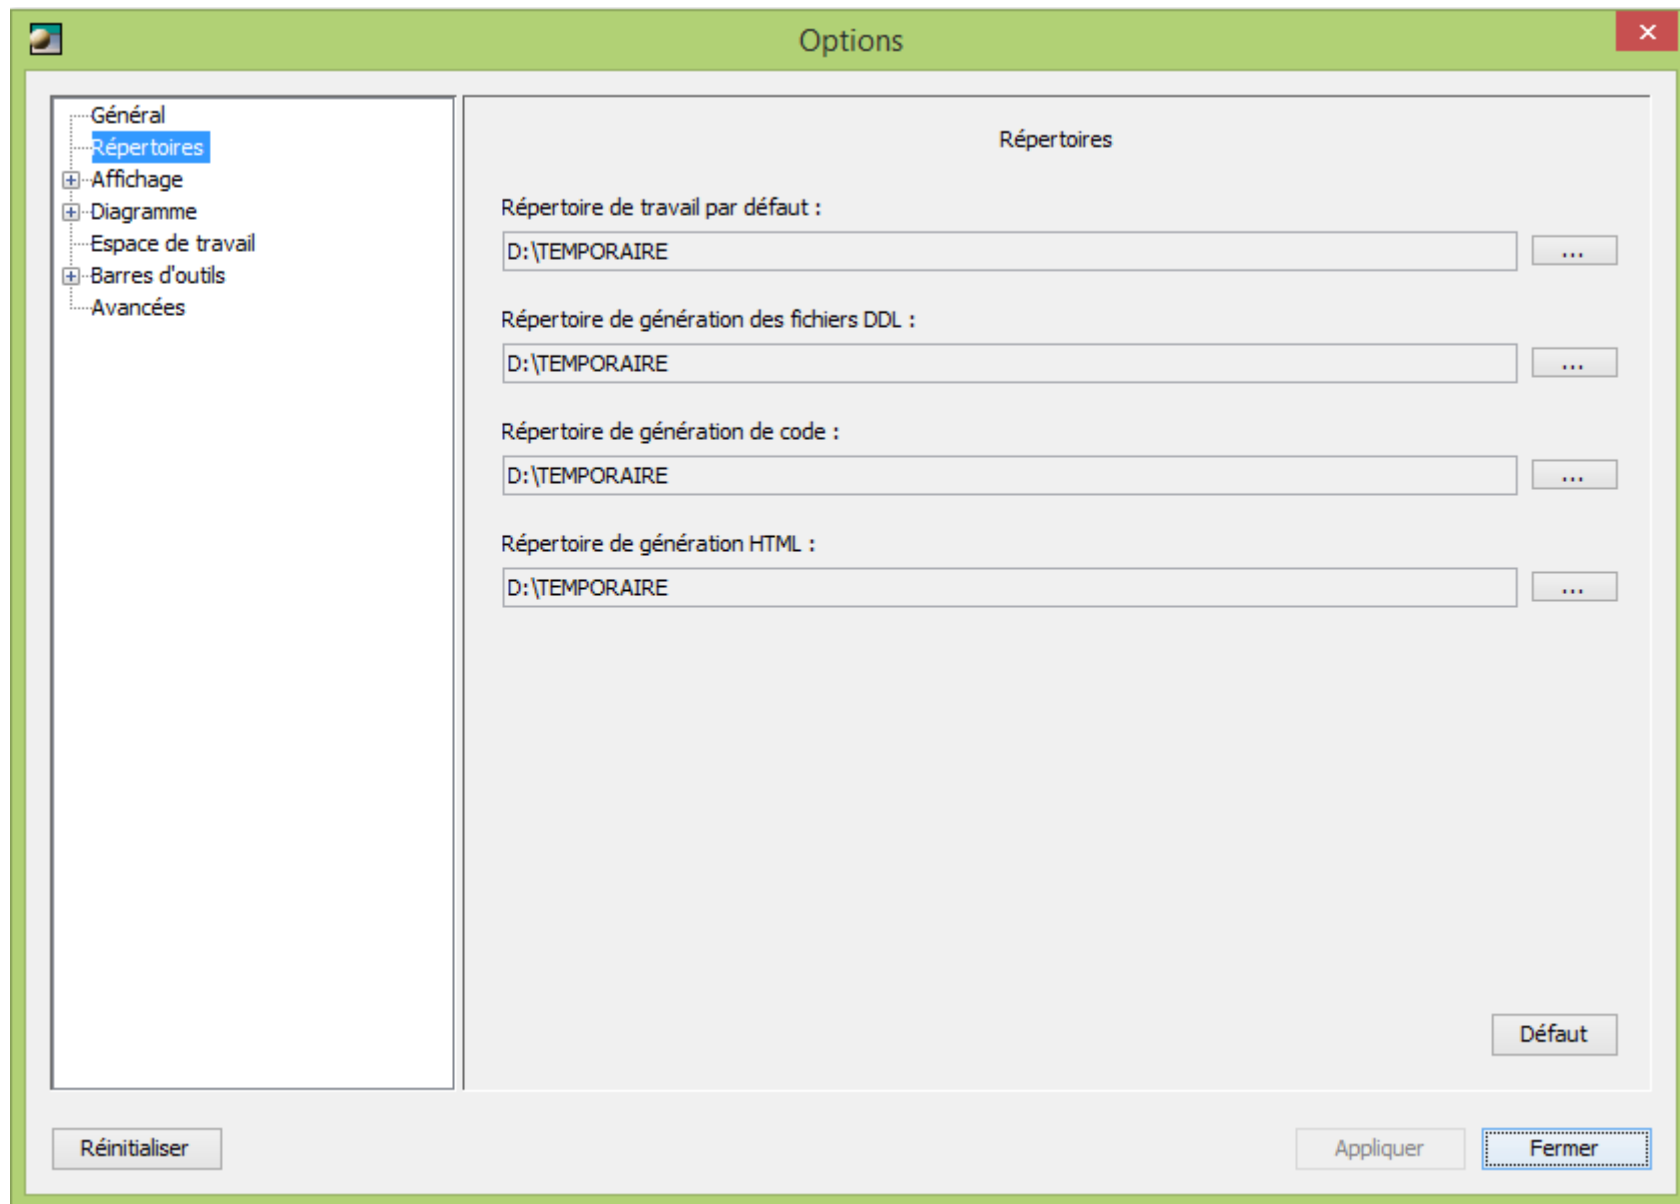 Options
Général
Répertoires
Affichage
Diagramme
Espace de travail
Barres d'outils
Avancées
Répertoires
Répertoire de travail par défaut :
D:\TEMPORAIRE
...
Répertoire de génération des fichiers DDL :
D:\TEMPORAIRE
...
Répertoire de génération de code :
D:\TEMPORAIRE
...
Répertoire de génération HTML :
D:\TEMPORAIRE
...
Défaut
Réinitialiser
Appliquer
Fermer